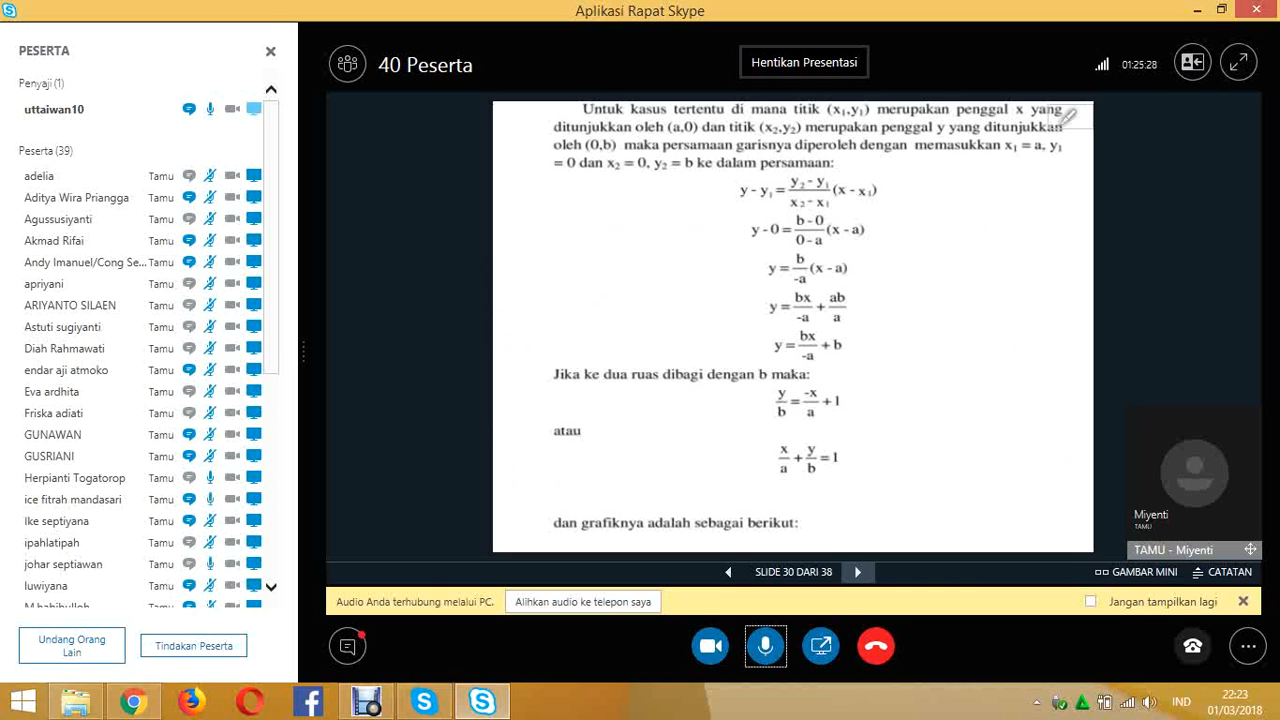 Aplikasi Rapat Skype
PESERTA
Penyaji (1)
uttaiwan10
Peserta (39)
adelia Tamu
Aditya Wira Priangga Tamu
Agussusiyanti Tamu
Akmad Rifai Tamu
Andy Imanuel/Cong Se... Tamu
apriyani Tamu
ARIYANTO SILAEN Tamu
Astuti sugiyanti Tamu
Diah Rahmawati Tamu
endar aji atmoko Tamu
Eva ardhita Tamu
Friska adiati Tamu
GUNAWAN Tamu
GUSRIANI Tamu
Herpianti Togatorop Tamu
ice fitrah mandasari Tamu
Ike septiyana Tamu
ipahlatipah Tamu
johar septiawan Tamu
luwiyana Tamu
Undang Orang Lain
Tindakan Peserta
40 Peserta
Hentikan Presentasi
01:25:28
Untuk kasus tertentu di mana titik (x₁,y₁) merupakan penggal x yang
ditunjukkan oleh (a,0) dan titik (x₂,y₂) merupakan penggal y yang ditunjukkan
oleh (0,b) maka persamaan garisnya diperoleh dengan memasukkan x₁ = a, y₁
= 0 dan x₂ = 0, y₂ = b ke dalam persamaan:
y - y₁ = (y₂ - y₁)/(x₂ - x₁) (x - x₁)
y - 0 = (b - 0)/(0 - a) (x - a)
y = b/-a (x - a)
y = bx/-a + ab/a
y = bx/-a + b
Jika ke dua ruas dibagi dengan b maka:
y/b = -x/a + 1
atau
x/a + y/b = 1
dan grafiknya adalah sebagai berikut:
Miyenti
TAMU
TAMU - Miyenti
SLIDE 30 DARI 38
GAMBAR MINI
CATATAN
Audio Anda terhubung melalui PC.
Alihkan audio ke telepon saya
Jangan tampilkan lagi
IND
22:23
01/03/2018